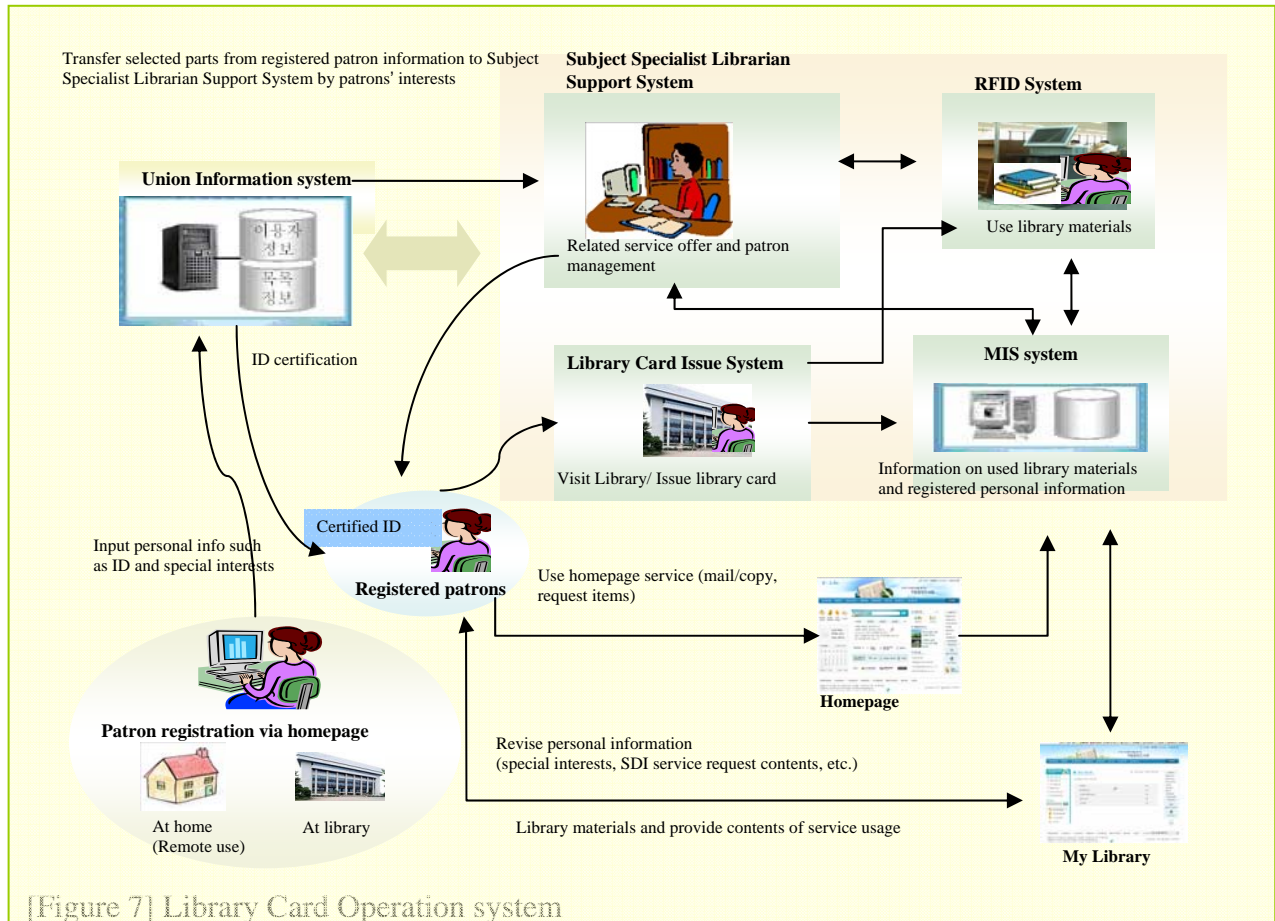 Transfer selected parts from registered patron information to Subject
Specialist Librarian Support System by patrons' interests
Subject Specialist Librarian
Support System
RFID System
Union Information system
이용자
정보
목록
정보
Related service offer and patron
management
Use library materials
ID certification
Library Card Issue System
MIS system
Visit Library/ Issue library card
Information on used library materials
and registered personal information
Certified ID
Registered patrons
Input personal info such
as ID and special interests
Use homepage service (mail/copy,
request items)
Homepage
Patron registration via homepage
At home
(Remote use)
At library
Revise personal information
(special interests, SDI service request contents, etc.)
Library materials and provide contents of service usage
My Library
[Figure 7] Library Card Operation system